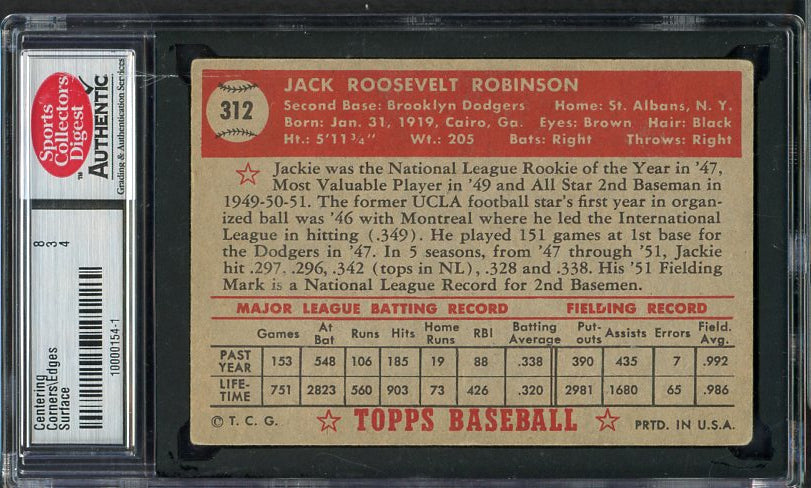 Sports
Collectors
Digest
™ AUTHENTIC
Grading & Authentication Services
8
3
4
Centering
Corners\Edges
Surface
10000154-1
312
JACK ROOSEVELT ROBINSON
Second Base: Brooklyn Dodgers Home: St. Albans, N. Y.
Born: Jan. 31, 1919, Cairo, Ga. Eyes: Brown Hair: Black
Ht.: 5'11¾" Wt.: 205 Bats: Right Throws: Right
Jackie was the National League Rookie of the Year in '47,
Most Valuable Player in '49 and All Star 2nd Baseman in
1949-50-51. The former UCLA football star's first year in organ-
ized ball was '46 with Montreal where he led the International
League in hitting (.349). He played 151 games at 1st base for
the Dodgers in '47. In 5 seasons, from '47 through '51, Jackie
hit .297, .296, .342 (tops in NL), .328 and .338. His '51 Fielding
Mark is a National League Record for 2nd Basemen.
MAJOR LEAGUE BATTING RECORD FIELDING RECORD
Games At Bat Runs Hits Home Runs RBI Batting Average Put-outs Assists Errors Field. Avg.
PAST YEAR 153 548 106 185 19 88 .338 390 435 7 .992
LIFE-TIME 751 2823 560 903 73 426 .320 2981 1680 65 .986
© T. C. G. TOPPS BASEBALL PRTD. IN U.S.A.